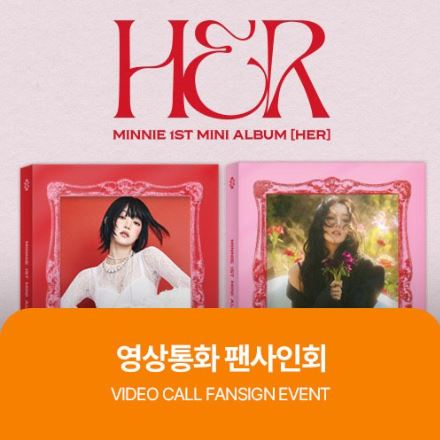 HER
MINNIE 1ST MINI ALBUM [HER]
영상통화 팬사인회
VIDEO CALL FANSIGN EVENT